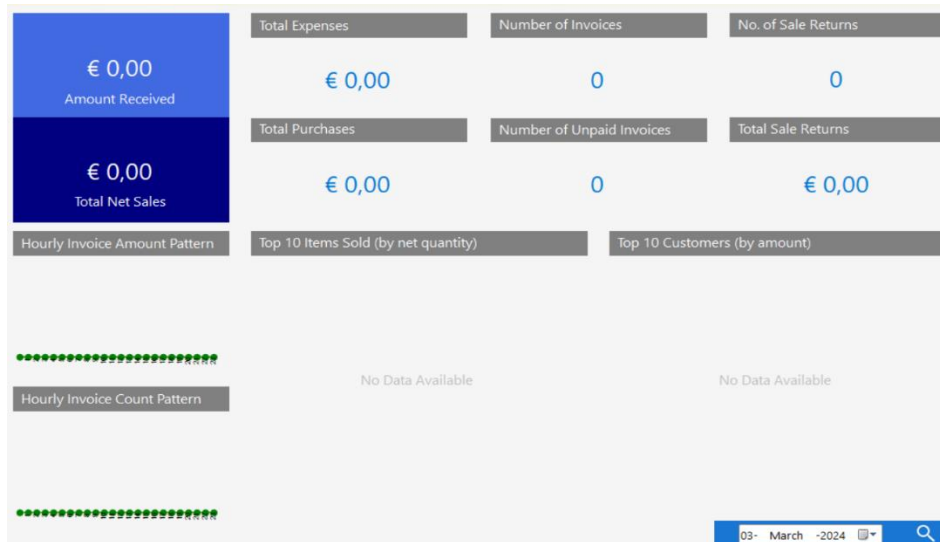 € 0,00
Amount Received
€ 0,00
Total Net Sales
Total Expenses
€ 0,00
Number of Invoices
0
No. of Sale Returns
0
Total Purchases
€ 0,00
Number of Unpaid Invoices
0
Total Sale Returns
€ 0,00
Hourly Invoice Amount Pattern
Hourly Invoice Count Pattern
Top 10 Items Sold (by net quantity)
No Data Available
Top 10 Customers (by amount)
No Data Available
03- March -2024